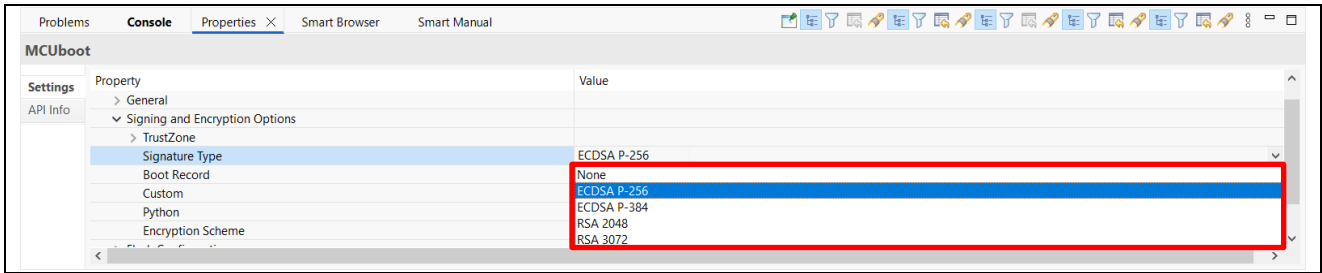 Problems Console Properties Smart Browser Smart Manual
MCUboot
Settings
API Info
Property Value
General
Signing and Encryption Options
TrustZone
Signature Type ECDSA P-256
Boot Record None
Custom ECDSA P-256
Python ECDSA P-384
Encryption Scheme RSA 2048
RSA 3072